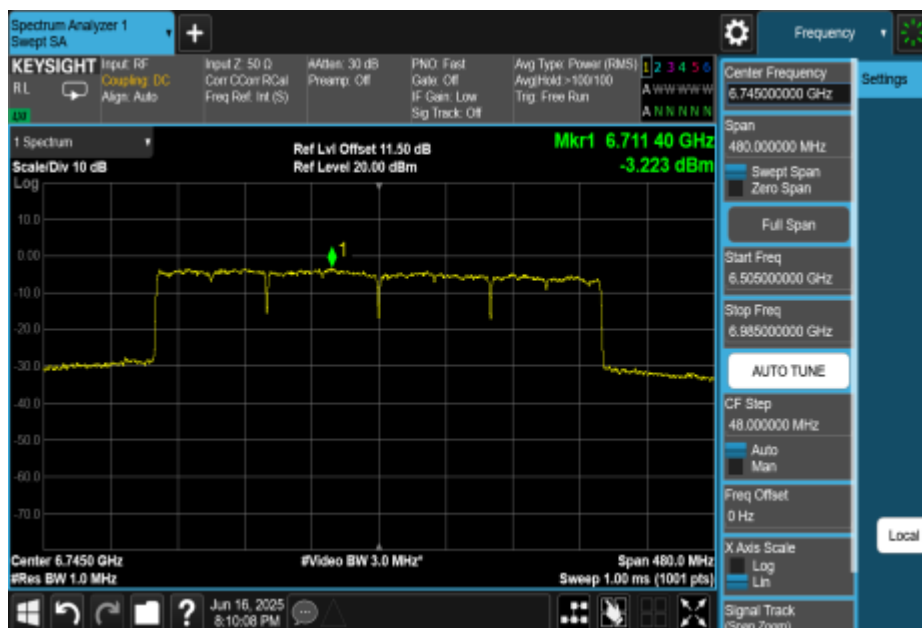 Spectrum Analyzer 1
Swept SA
+
Frequency
KEYSIGHT
RL
LXI
Input: RF
Coupling: DC
Align: Auto
Input Z: 50 Ω
Corr CCorr RCal
Freq Ref: Int (S)
#Atten: 30 dB
Preamp: Off
PNO: Fast
Gate: Off
IF Gain: Low
Sig Track: Off
Avg Type: Power (RMS)
Avg|Hold:>100/100
Trig: Free Run
1 2 3 4 5 6
A W W W W W
A N N N N N
1 Spectrum
Scale/Div 10 dB
Log
Ref Lvl Offset 11.50 dB
Ref Level 20.00 dBm
Mkr1 6.711 40 GHz
-3.223 dBm
1
10.0
0.00
-10.0
-20.0
-30.0
-40.0
-50.0
-60.0
-70.0
Center 6.7450 GHz
#Res BW 1.0 MHz
#Video BW 3.0 MHz*
Span 480.0 MHz
Sweep 1.00 ms (1001 pts)
?
Jun 16, 2025
8:10:08 PM
Center Frequency
6.745000000 GHz
Span
480.000000 MHz
Swept Span
Zero Span
Full Span
Start Freq
6.505000000 GHz
Stop Freq
6.985000000 GHz
AUTO TUNE
CF Step
48.000000 MHz
Auto
Man
Freq Offset
0 Hz
X Axis Scale
Log
Lin
Signal Track
(Span Zoom)
Settings
Local